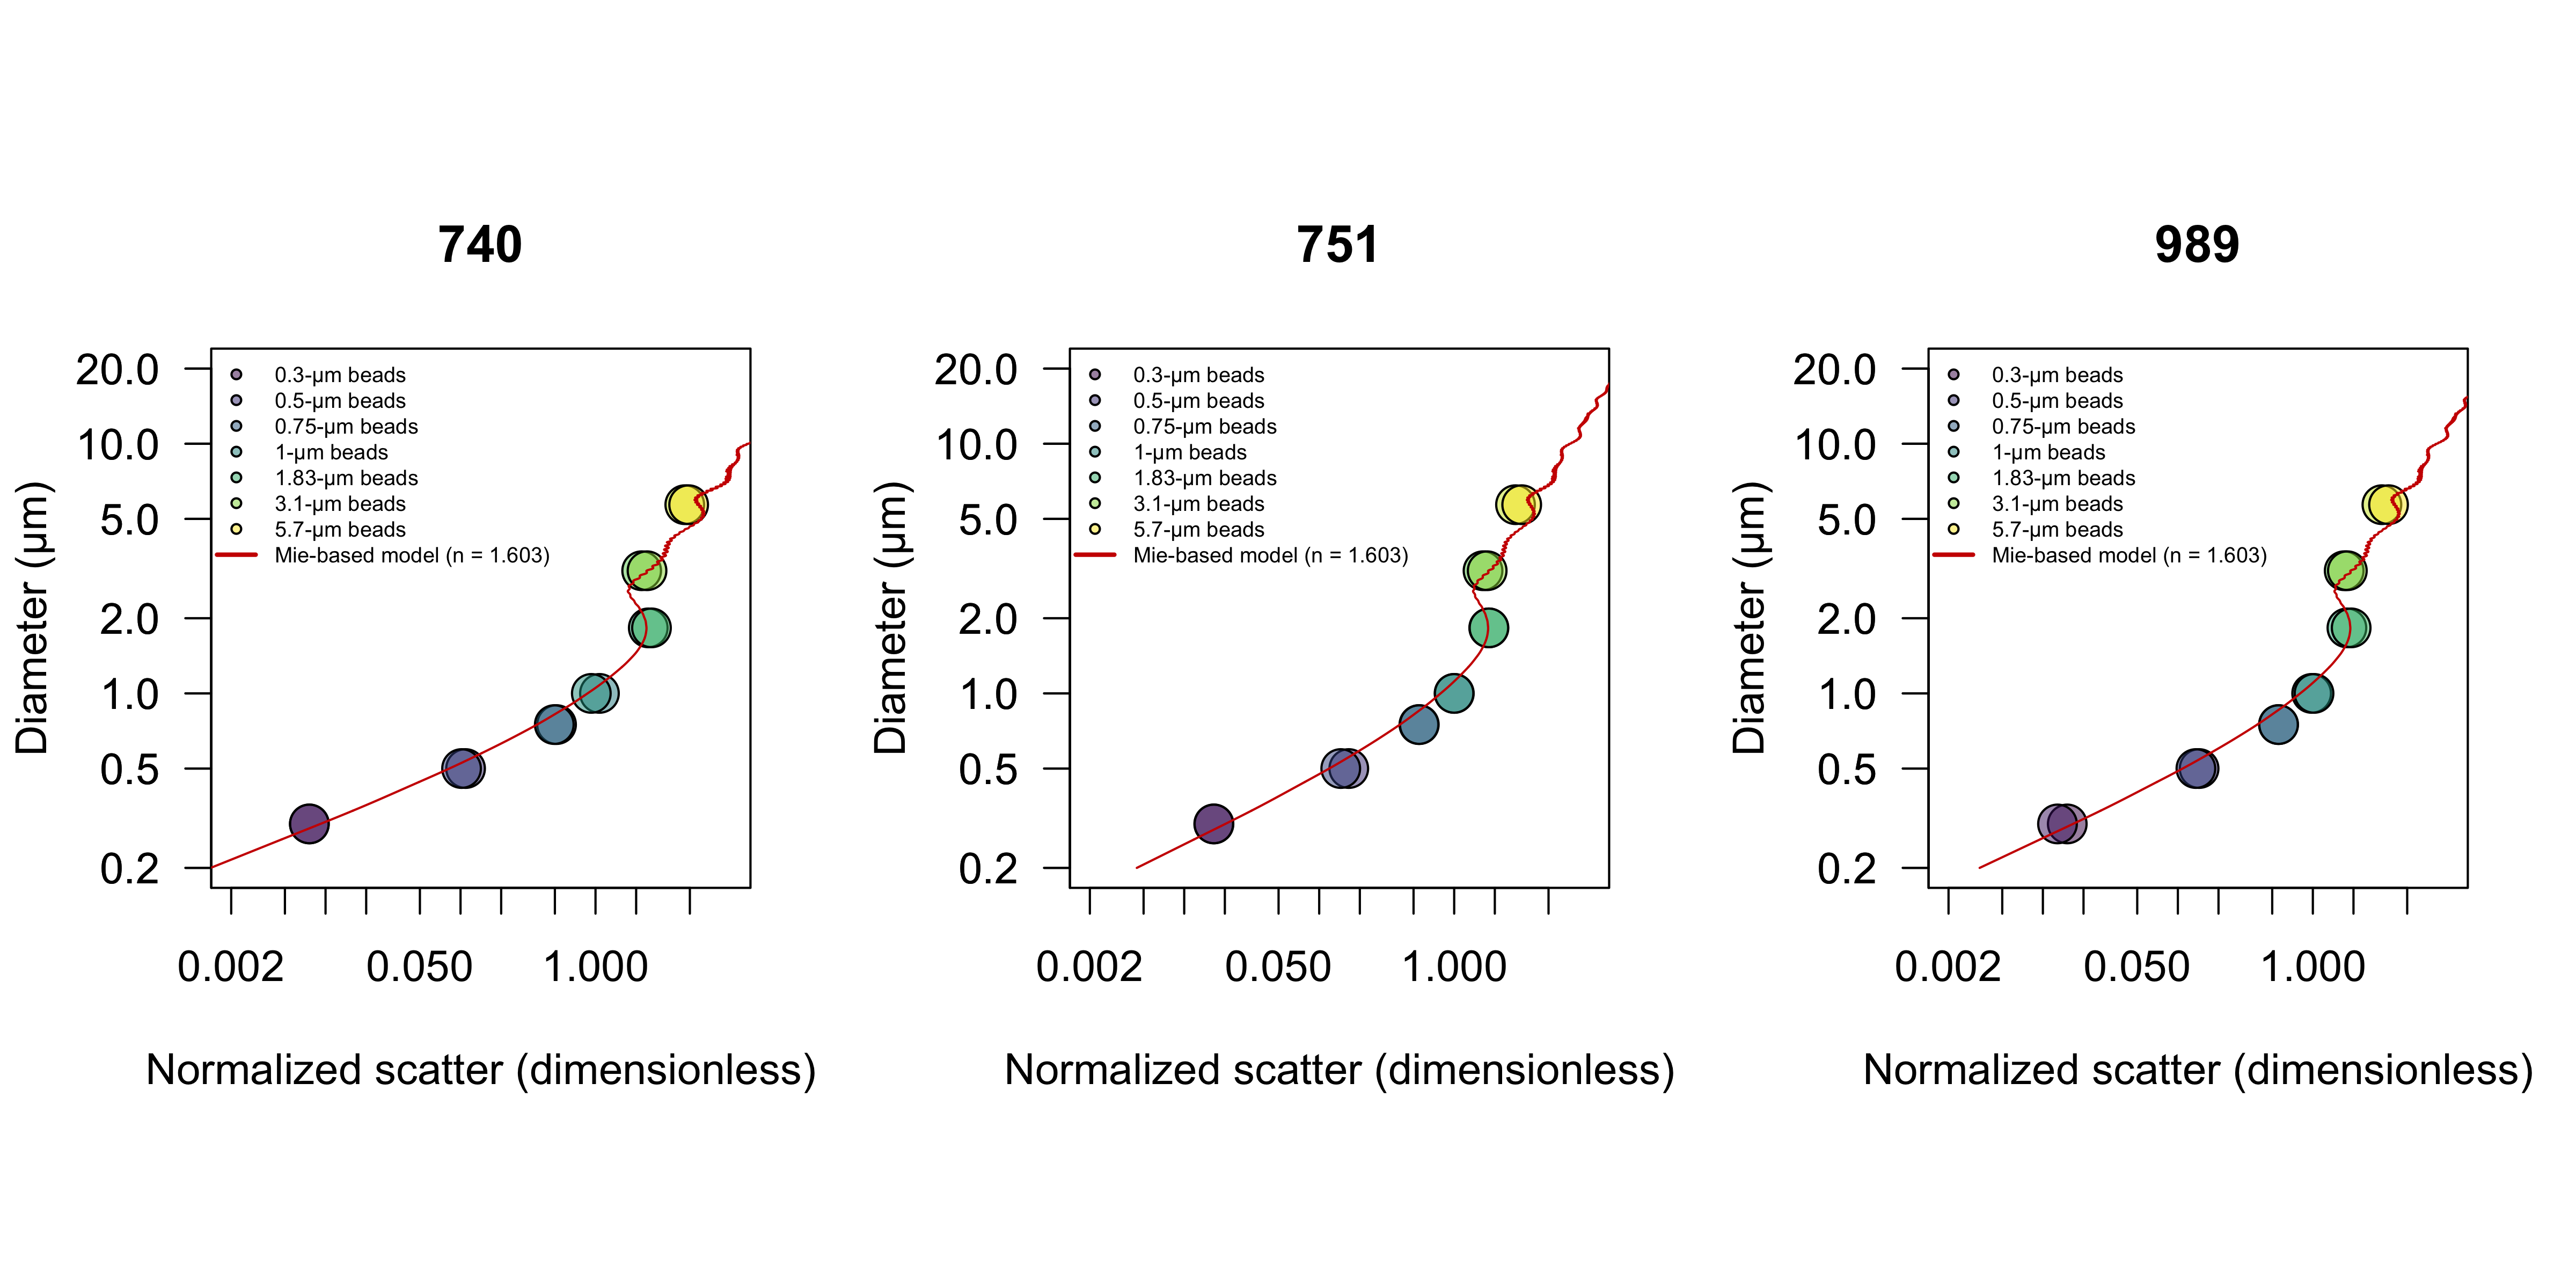 740
20.0
10.0
5.0
2.0
1.0
0.5
0.2
Diameter (µm)
0.3-µm beads
0.5-µm beads
0.75-µm beads
1-µm beads
1.83-µm beads
3.1-µm beads
5.7-µm beads
Mie-based model (n = 1.603)
0.002 0.050 1.000
Normalized scatter (dimensionless)
751
20.0
10.0
5.0
2.0
1.0
0.5
0.2
Diameter (µm)
0.3-µm beads
0.5-µm beads
0.75-µm beads
1-µm beads
1.83-µm beads
3.1-µm beads
5.7-µm beads
Mie-based model (n = 1.603)
0.002 0.050 1.000
Normalized scatter (dimensionless)
989
20.0
10.0
5.0
2.0
1.0
0.5
0.2
Diameter (µm)
0.3-µm beads
0.5-µm beads
0.75-µm beads
1-µm beads
1.83-µm beads
3.1-µm beads
5.7-µm beads
Mie-based model (n = 1.603)
0.002 0.050 1.000
Normalized scatter (dimensionless)